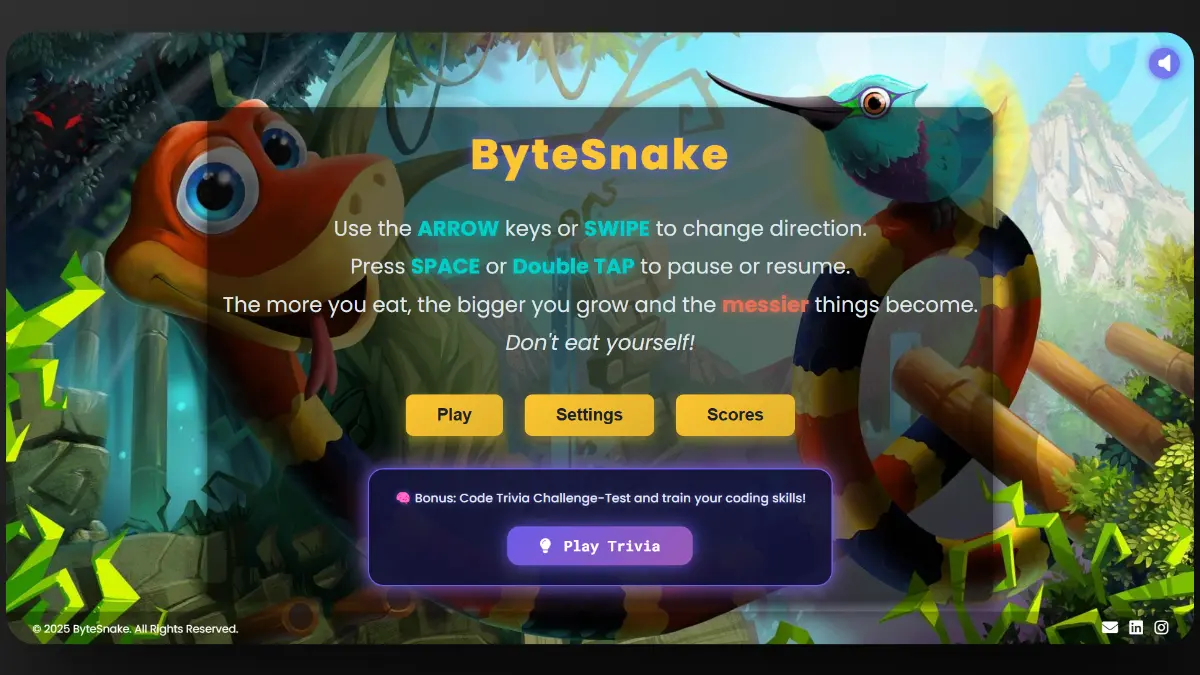 ByteSnake
Use the ARROW keys or SWIPE to change direction.
Press SPACE or Double TAP to pause or resume.
The more you eat, the bigger you grow and the messier things become.
Don't eat yourself!
Play Settings Scores
Bonus: Code Trivia Challenge-Test and train your coding skills!
Play Trivia
© 2025 ByteSnake. All Rights Reserved.